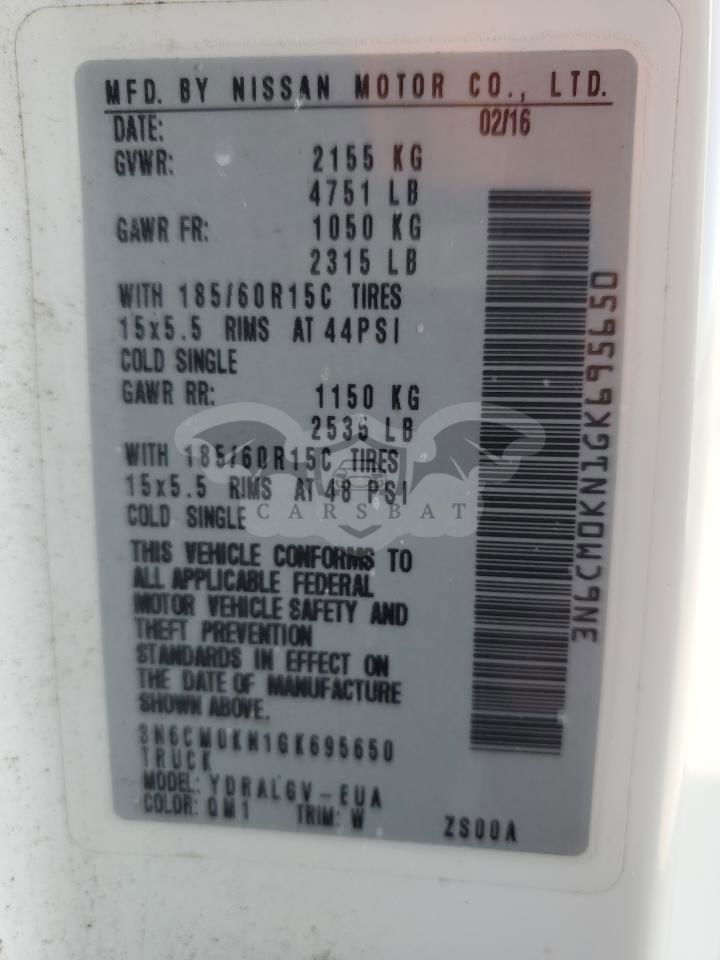 MFD. BY NISSAN MOTOR CO., LTD.
DATE: 02/16
GVWR: 2155 KG
4751 LB
GAWR FR: 1050 KG
2315 LB
WITH 185/60R15C TIRES
15x5.5 RIMS AT 44PSI
COLD SINGLE
GAWR RR: 1150 KG
2535 LB
WITH 185/60R15C TIRES
15x5.5 RIMS AT 48 PSI
COLD SINGLE
CARSBAT
THIS VEHICLE CONFORMS TO
ALL APPLICABLE FEDERAL
MOTOR VEHICLE SAFETY AND
THEFT PREVENTION
STANDARDS IN EFFECT ON
THE DATE OF MANUFACTURE
SHOWN ABOVE.
3N6CM0KN1GK695650
TRUCK
MODEL: YDRALGV-EUA
COLOR: QM1 TRIM: W ZS00A
3N6CM0KN1GK695650